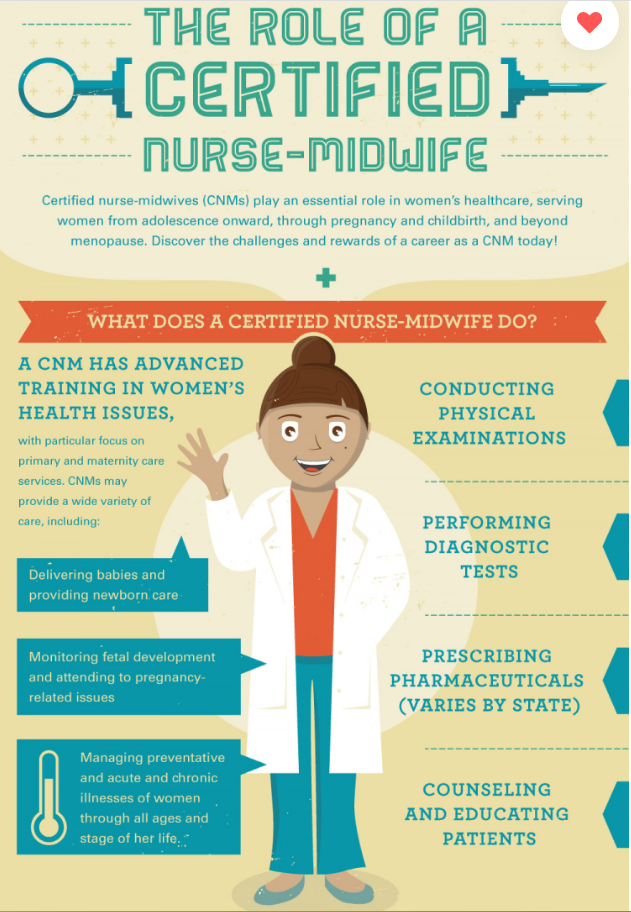 THE ROLE OF A
CERTIFIED
NURSE-MIDWIFE
Certified nurse-midwives (CNMs) play an essential role in women's healthcare, serving
women from adolescence onward, through pregnancy and childbirth, and beyond
menopause. Discover the challenges and rewards of a career as a CNM today!
WHAT DOES A CERTIFIED NURSE-MIDWIFE DO?
A CNM HAS ADVANCED
TRAINING IN WOMEN'S
HEALTH ISSUES,
with particular focus on
primary and maternity care
services. CNMs may
provide a wide variety of
care, including:
Delivering babies and
providing newborn care
Monitoring fetal development
and attending to pregnancy-
related issues
Managing preventative
and acute and chronic
illnesses of women
through all ages and
stage of her life.
CONDUCTING
PHYSICAL
EXAMINATIONS
PERFORMING
DIAGNOSTIC
TESTS
PRESCRIBING
PHARMACEUTICALS
(VARIES BY STATE)
COUNSELING
AND EDUCATING
PATIENTS